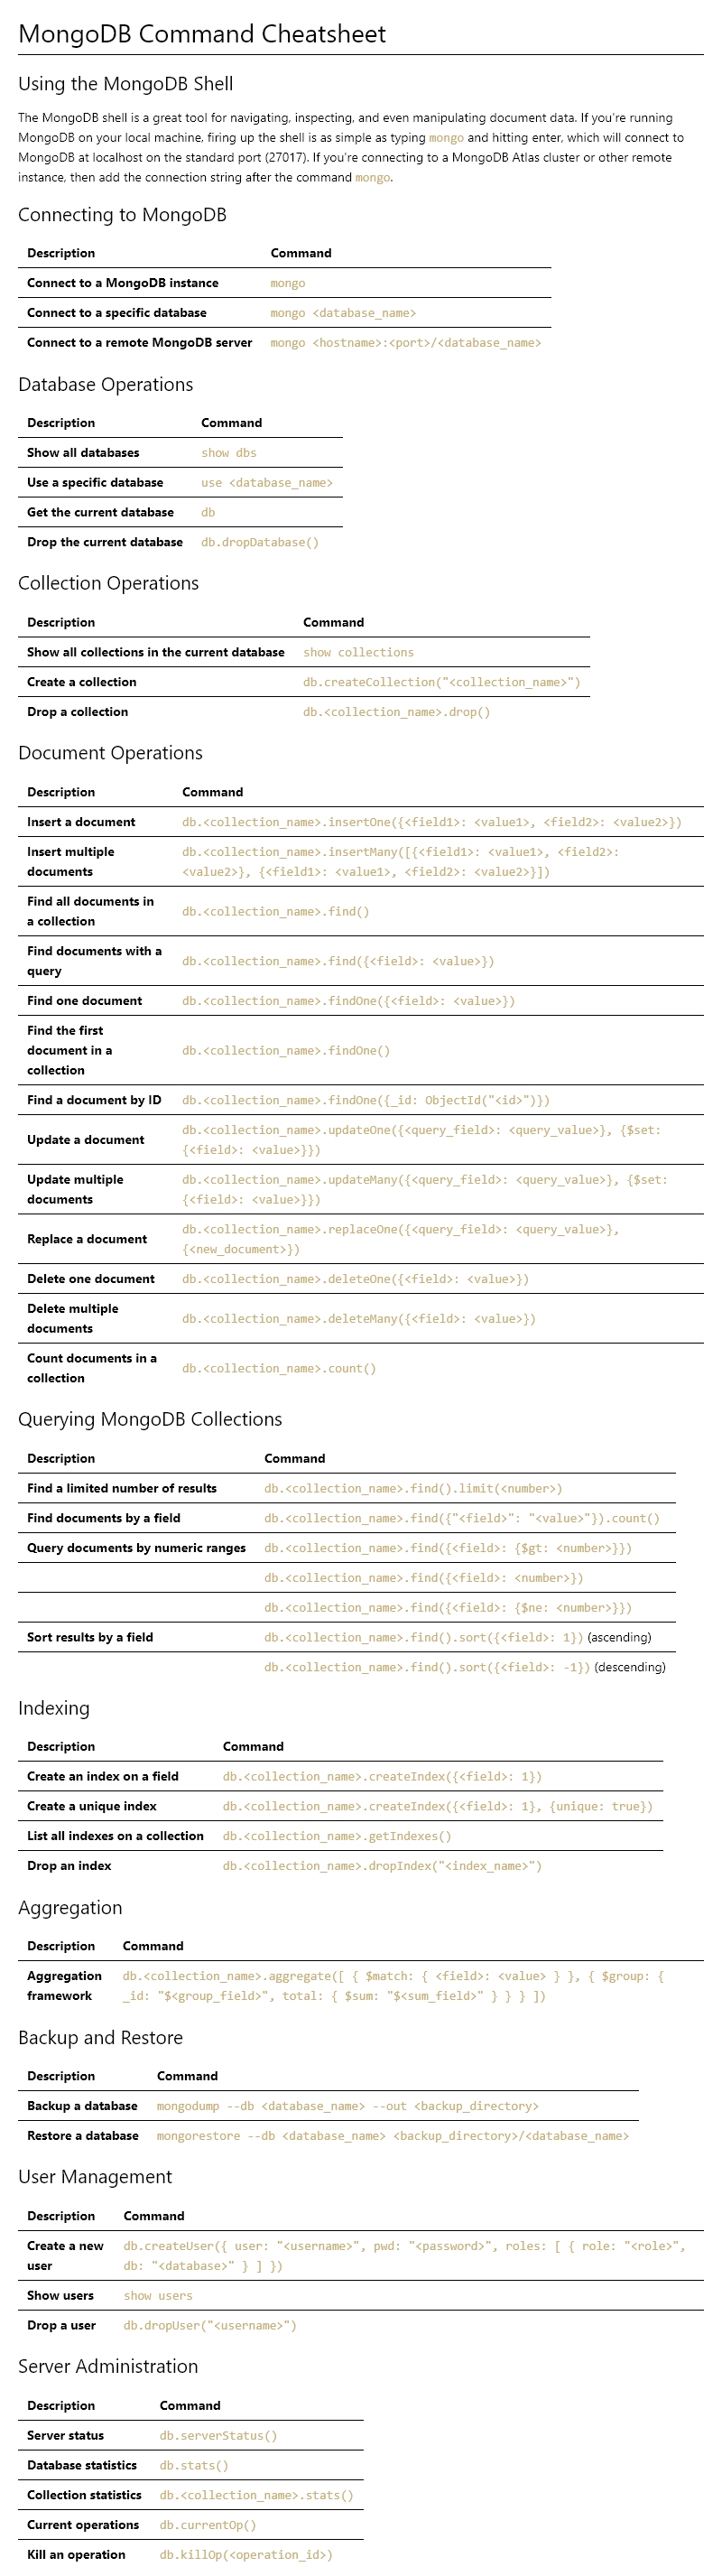 MongoDB Command Cheatsheet
Using the MongoDB Shell
The MongoDB shell is a great tool for navigating, inspecting, and even manipulating document data. If you're running
MongoDB on your local machine, firing up the shell is as simple as typing mongo and hitting enter, which will connect to
MongoDB at localhost on the standard port (27017). If you're connecting to a MongoDB Atlas cluster or other remote
instance, then add the connection string after the command mongo.
Connecting to MongoDB
Description Command
Connect to a MongoDB instance mongo
Connect to a specific database mongo <database_name>
Connect to a remote MongoDB server mongo <hostname>:<port>/<database_name>
Database Operations
Description Command
Show all databases show dbs
Use a specific database use <database_name>
Get the current database db
Drop the current database db.dropDatabase()
Collection Operations
Description Command
Show all collections in the current database show collections
Create a collection db.createCollection("<collection_name>")
Drop a collection db.<collection_name>.drop()
Document Operations
Description Command
Insert a document db.<collection_name>.insertOne({<field1>: <value1>, <field2>: <value2>})
Insert multiple
documents
db.<collection_name>.insertMany([{<field1>: <value1>, <field2>:
<value2>}, {<field1>: <value1>, <field2>: <value2>}])
Find all documents in
a collection
db.<collection_name>.find()
Find documents with a
query
db.<collection_name>.find({<field>: <value>})
Find one document db.<collection_name>.findOne({<field>: <value>})
Find the first
document in a
collection
db.<collection_name>.findOne()
Find a document by ID db.<collection_name>.findOne({_id: ObjectId("<id>")})
Update a document
db.<collection_name>.updateOne({<query_field>: <query_value>}, {$set:
{<field>: <value>}})
Update multiple
documents
db.<collection_name>.updateMany({<query_field>: <query_value>}, {$set:
{<field>: <value>}})
Replace a document
db.<collection_name>.replaceOne({<query_field>: <query_value>},
{<new_document>})
Delete one document db.<collection_name>.deleteOne({<field>: <value>})
Delete multiple
documents
db.<collection_name>.deleteMany({<field>: <value>})
Count documents in a
collection
db.<collection_name>.count()
Querying MongoDB Collections
Description Command
Find a limited number of results db.<collection_name>.find().limit(<number>)
Find documents by a field db.<collection_name>.find({"<field>": "<value>"}).count()
Query documents by numeric ranges db.<collection_name>.find({<field>: {$gt: <number>}})
db.<collection_name>.find({<field>: <number>})
db.<collection_name>.find({<field>: {$ne: <number>}})
Sort results by a field db.<collection_name>.find().sort({<field>: 1}) (ascending)
db.<collection_name>.find().sort({<field>: -1}) (descending)
Indexing
Description Command
Create an index on a field db.<collection_name>.createIndex({<field>: 1})
Create a unique index db.<collection_name>.createIndex({<field>: 1}, {unique: true})
List all indexes on a collection db.<collection_name>.getIndexes()
Drop an index db.<collection_name>.dropIndex("<index_name>")
Aggregation
Description Command
Aggregation
framework
db.<collection_name>.aggregate([ { $match: { <field>: <value> } }, { $group: {
_id: "$<group_field>", total: { $sum: "$<sum_field>" } } } ])
Backup and Restore
Description Command
Backup a database mongodump --db <database_name> --out <backup_directory>
Restore a database mongorestore --db <database_name> <backup_directory>/<database_name>
User Management
Description Command
Create a new
user
db.createUser({ user: "<username>", pwd: "<password>", roles: [ { role: "<role>",
db: "<database>" } ] })
Show users show users
Drop a user db.dropUser("<username>")
Server Administration
Description Command
Server status db.serverStatus()
Database statistics db.stats()
Collection statistics db.<collection_name>.stats()
Current operations db.currentOp()
Kill an operation db.killOp(<operation_id>)